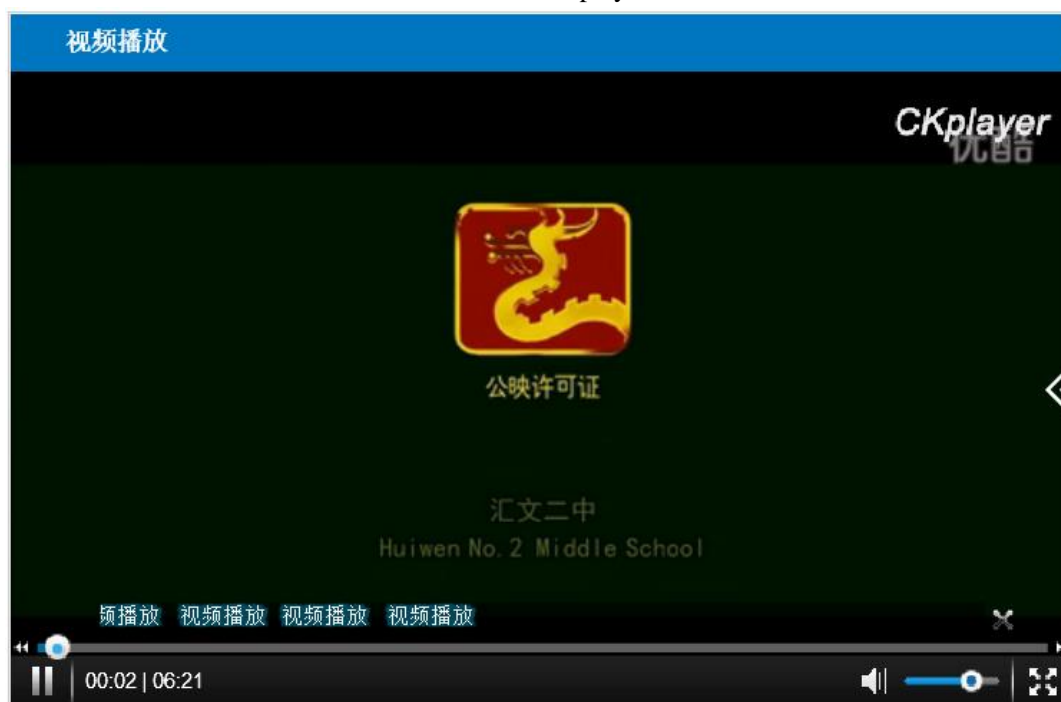 play
视频播放
CKplayer
优酷
公映许可证
汇文二中
Huiwen No. 2 Middle School
频播放 视频播放 视频播放 视频播放
00:02 | 06:21